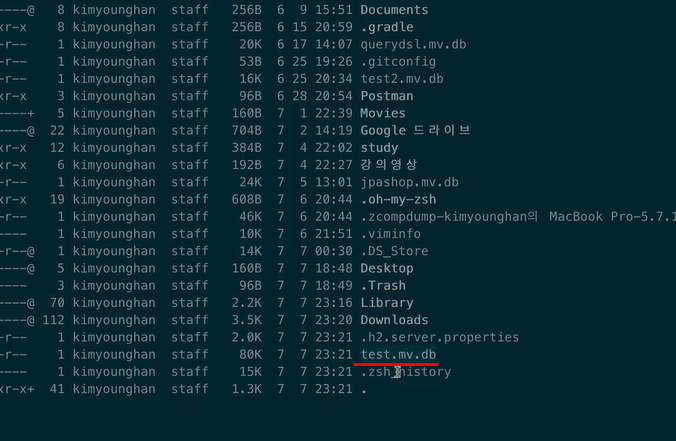 ----@ 8 kimyounghan staff 256B 6 9 15:51 Documents
xr-x 8 kimyounghan staff 256B 6 15 20:59 .gradle
-r-- 1 kimyounghan staff 20K 6 17 14:07 querydsl.mv.db
-r-- 1 kimyounghan staff 53B 6 25 19:26 .gitconfig
-r-- 1 kimyounghan staff 16K 6 25 20:34 test2.mv.db
xr-x 3 kimyounghan staff 96B 6 28 20:54 Postman
----+ 5 kimyounghan staff 160B 7 1 22:39 Movies
----@ 22 kimyounghan staff 704B 7 2 14:19 Google 드라이브
xr-x 12 kimyounghan staff 384B 7 4 22:02 study
xr-x 6 kimyounghan staff 192B 7 4 22:27 강의영상
-r-- 1 kimyounghan staff 24K 7 5 13:01 jpashop.mv.db
xr-x 19 kimyounghan staff 608B 7 6 20:44 .oh-my-zsh
-r-- 1 kimyounghan staff 46K 7 6 20:44 .zcompdump-kimyounghan의 MacBook Pro-5.7.1
---- 1 kimyounghan staff 10K 7 6 21:51 .viminfo
-r--@ 1 kimyounghan staff 14K 7 7 00:30 .DS_Store
----@ 5 kimyounghan staff 160B 7 7 18:48 Desktop
---- 3 kimyounghan staff 96B 7 7 18:49 .Trash
----@ 70 kimyounghan staff 2.2K 7 7 23:16 Library
----@ 112 kimyounghan staff 3.5K 7 7 23:20 Downloads
-r-- 1 kimyounghan staff 2.0K 7 7 23:21 .h2.server.properties
-r-- 1 kimyounghan staff 80K 7 7 23:21 test.mv.db
---- 1 kimyounghan staff 15K 7 7 23:21 .zsh_history
xr-x+ 41 kimyounghan staff 1.3K 7 7 23:21 .